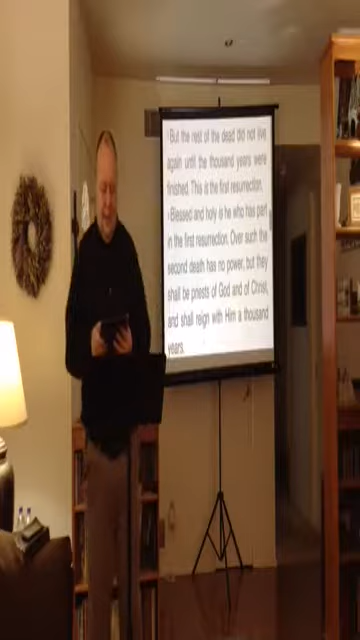 But the rest of the dead did not live
again until the thousand years were
finished. This is the first resurrection.
Blessed and holy is he who has part
in the first resurrection. Over such the
second death has no power, but they
shall be priests of God and of Christ,
and shall reign with Him a thousand
years.